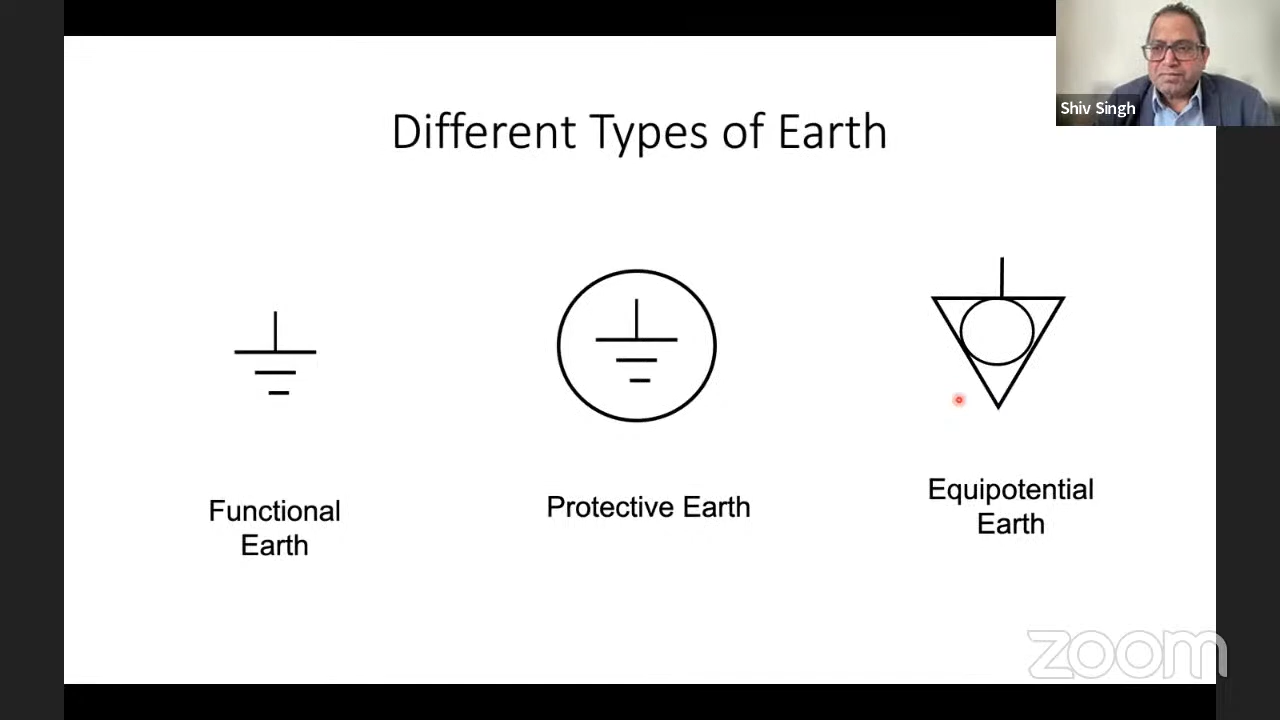 Shiv Singh
Different Types of Earth
Functional
Earth
Protective Earth
Equipotential
Earth
zoom